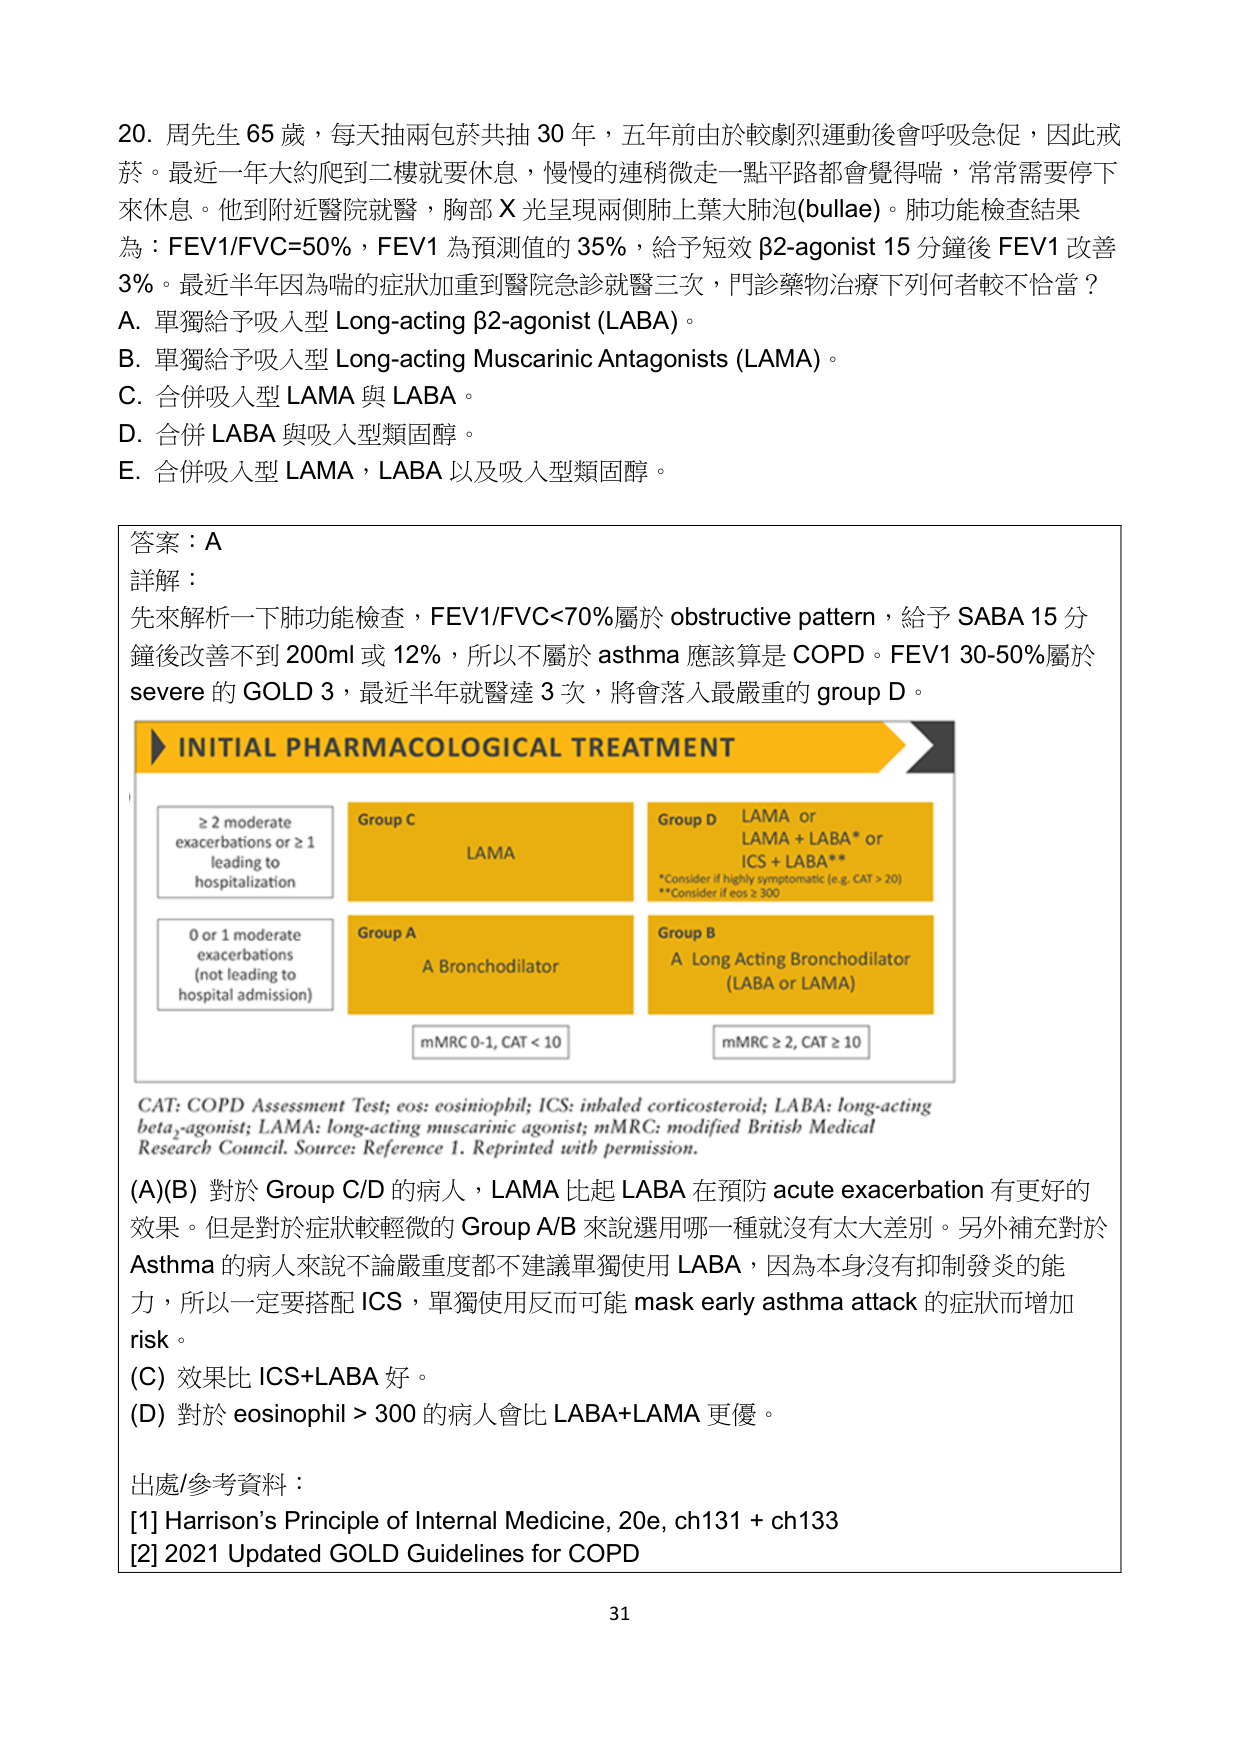 20. 周先生 65 歲，每天抽兩包菸共抽 30 年，五年前由於較劇烈運動後會呼吸急促，因此戒
菸。最近一年大約爬到二樓就要休息，慢慢的連稍微走一點平路都會覺得喘，常常需要停下
來休息。他到附近醫院就醫，胸部 X 光呈現兩側肺上葉大肺泡(bullae)。肺功能檢查結果
為：FEV1/FVC=50%，FEV1 為預測值的 35%，給予短效 β2-agonist 15 分鐘後 FEV1 改善
3%。最近半年因為喘的症狀加重到醫院急診就醫三次，門診藥物治療下列何者較不恰當？
A. 單獨給予吸入型 Long-acting β2-agonist (LABA)。
B. 單獨給予吸入型 Long-acting Muscarinic Antagonists (LAMA)。
C. 合併吸入型 LAMA 與 LABA。
D. 合併 LABA 與吸入型類固醇。
E. 合併吸入型 LAMA，LABA 以及吸入型類固醇。
答案：A
詳解：
先來解析一下肺功能檢查，FEV1/FVC<70%屬於 obstructive pattern，給予 SABA 15 分
鐘後改善不到 200ml 或 12%，所以不屬於 asthma 應該算是 COPD。FEV1 30-50%屬於
severe 的 GOLD 3，最近半年就醫達 3 次，將會落入最嚴重的 group D。
INITIAL PHARMACOLOGICAL TREATMENT
≥ 2 moderate
exacerbations or ≥ 1
leading to
hospitalization
Group C
LAMA
Group D LAMA or
LAMA + LABA* or
ICS + LABA**
*Consider if highly symptomatic (e.g. CAT > 20)
**Consider if eos ≥ 300
0 or 1 moderate
exacerbations
(not leading to
hospital admission)
Group A
A Bronchodilator
Group B
A Long Acting Bronchodilator
(LABA or LAMA)
mMRC 0-1, CAT < 10
mMRC ≥ 2, CAT ≥ 10
CAT: COPD Assessment Test; eos: eosiniophil; ICS: inhaled corticosteroid; LABA: long-acting
beta2-agonist; LAMA: long-acting muscarinic agonist; mMRC: modified British Medical
Research Council. Source: Reference 1. Reprinted with permission.
(A)(B) 對於 Group C/D 的病人，LAMA 比起 LABA 在預防 acute exacerbation 有更好的
效果。但是對於症狀較輕微的 Group A/B 來說選用哪一種就沒有太大差別。另外補充對於
Asthma 的病人來說不論嚴重度都不建議單獨使用 LABA，因為本身沒有抑制發炎的能
力，所以一定要搭配 ICS，單獨使用反而可能 mask early asthma attack 的症狀而增加
risk。
(C) 效果比 ICS+LABA 好。
(D) 對於 eosinophil > 300 的病人會比 LABA+LAMA 更優。
出處/參考資料：
[1] Harrison’s Principle of Internal Medicine, 20e, ch131 + ch133
[2] 2021 Updated GOLD Guidelines for COPD
31